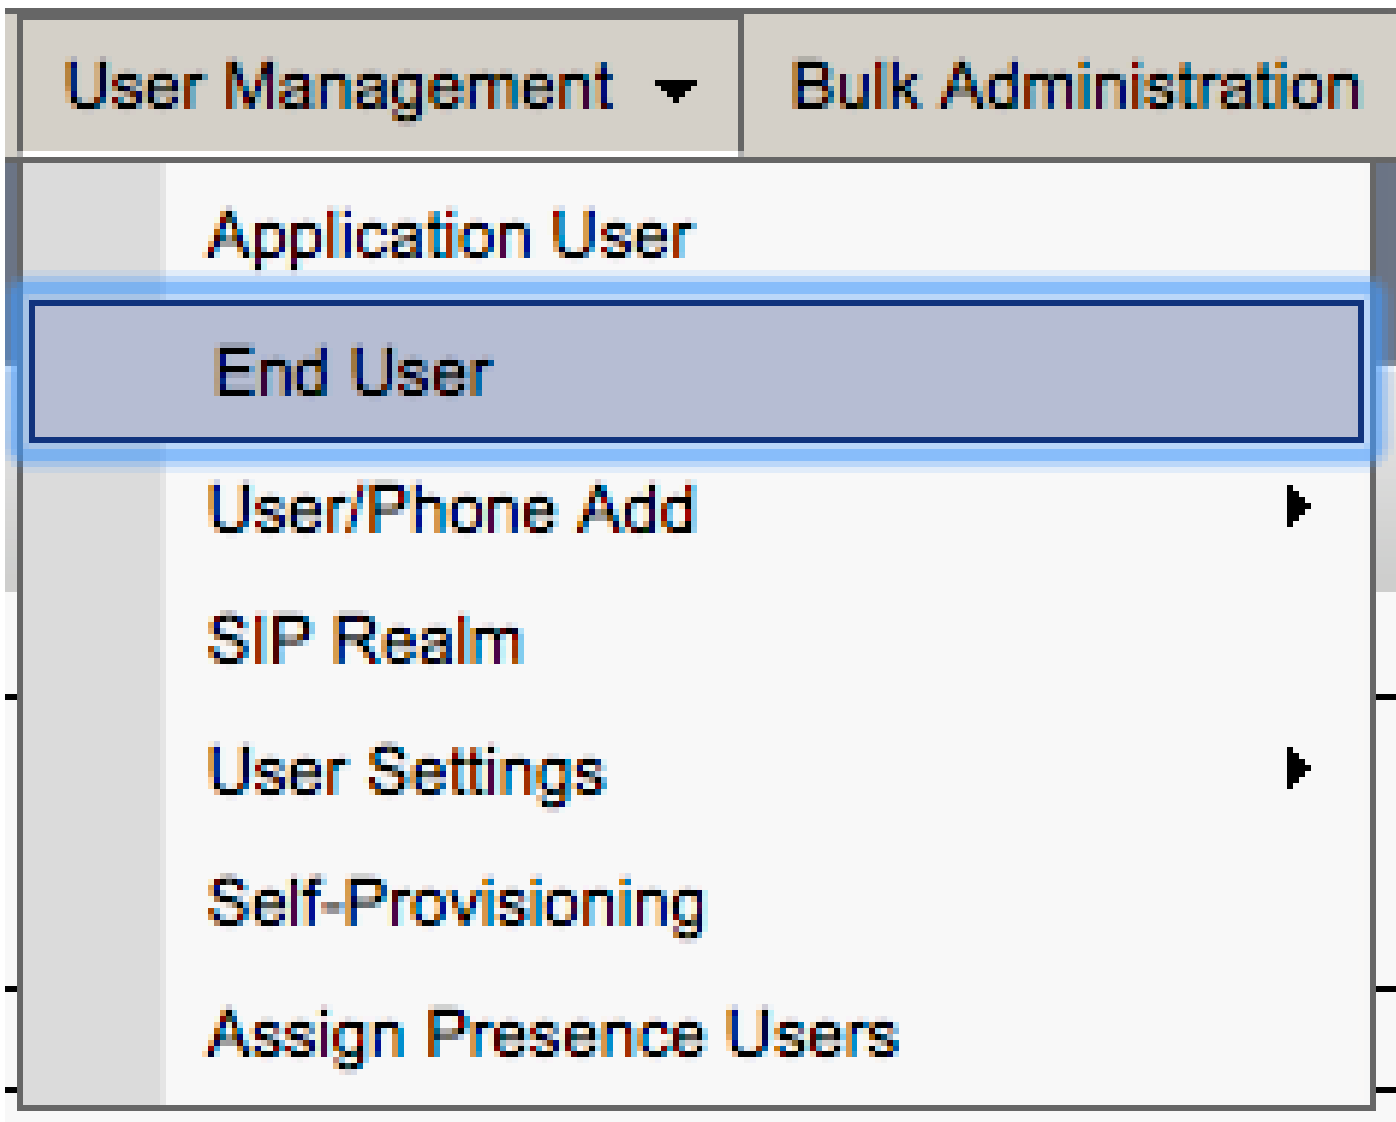 User Management Bulk Administration
Application User
End User
User/Phone Add
SIP Realm
User Settings
Self-Provisioning
Assign Presence Users